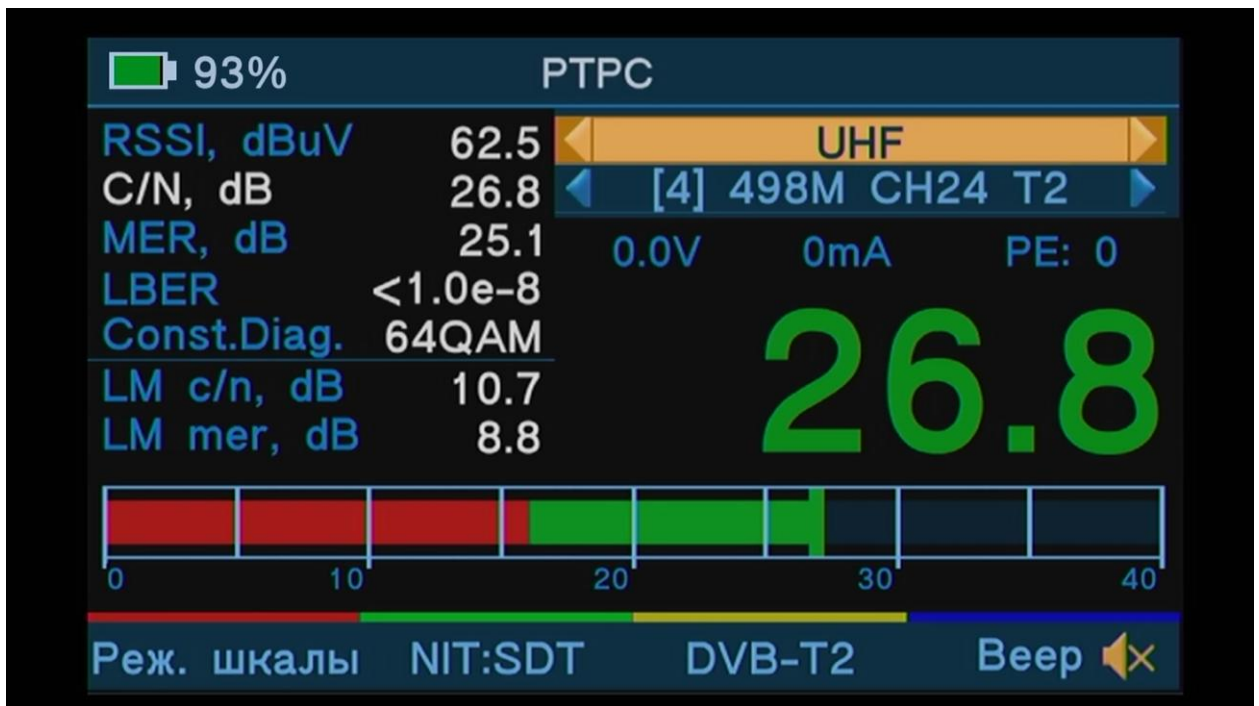 93% РТРС
RSSI, dBuV 62.5
UHF
C/N, dB 26.8
[4] 498M CH24 T2
MER, dB 25.1
0.0V 0mA PE: 0
LBER <1.0e-8
Const.Diag. 64QAM
26.8
LM c/n, dB 10.7
LM mer, dB 8.8
0 10 20 30 40
Реж. шкалы NIT:SDT DVB-T2 Beep